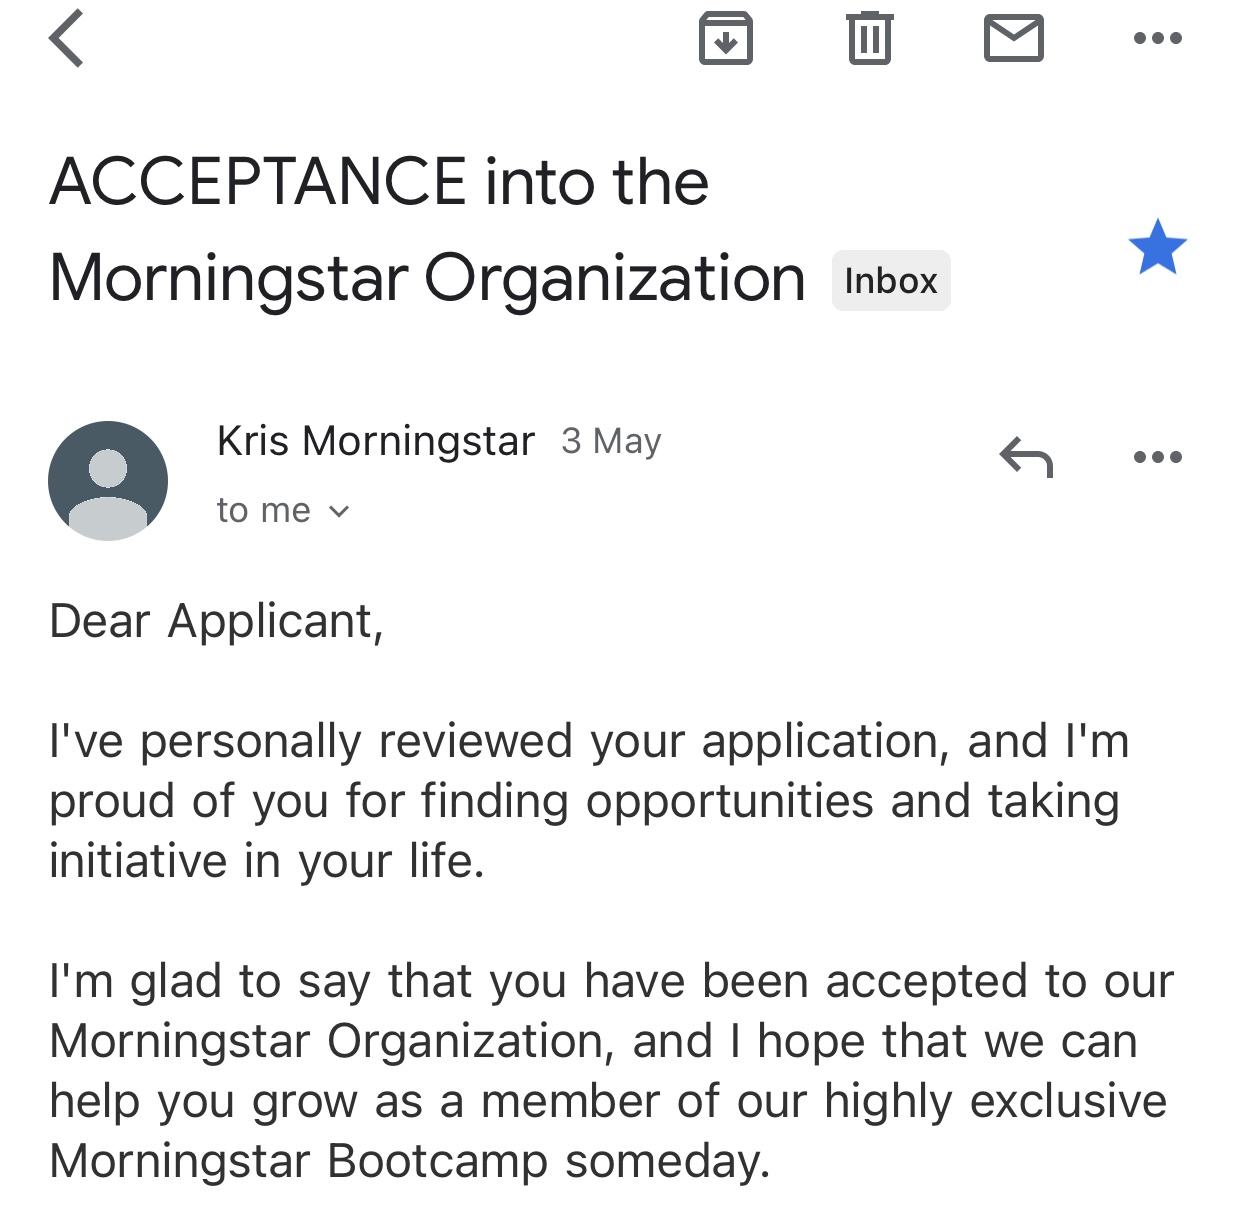 ACCEPTANCE into the
Morningstar Organization Inbox
Kris Morningstar 3 May
to me
Dear Applicant,
I've personally reviewed your application, and I'm
proud of you for finding opportunities and taking
initiative in your life.
I'm glad to say that you have been accepted to our
Morningstar Organization, and I hope that we can
help you grow as a member of our highly exclusive
Morningstar Bootcamp someday.